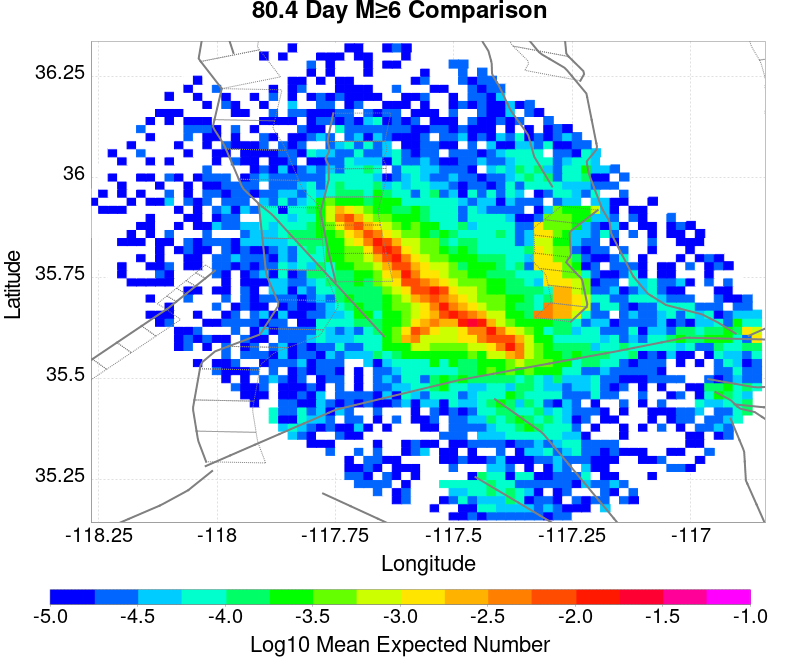 80.4 Day M≥6 Comparison
36.25
36
35.75
35.5
35.25
Latitude
-118.25 -118 -117.75 -117.5 -117.25 -117
Longitude
-5.0 -4.5 -4.0 -3.5 -3.0 -2.5 -2.0 -1.5 -1.0
Log10 Mean Expected Number